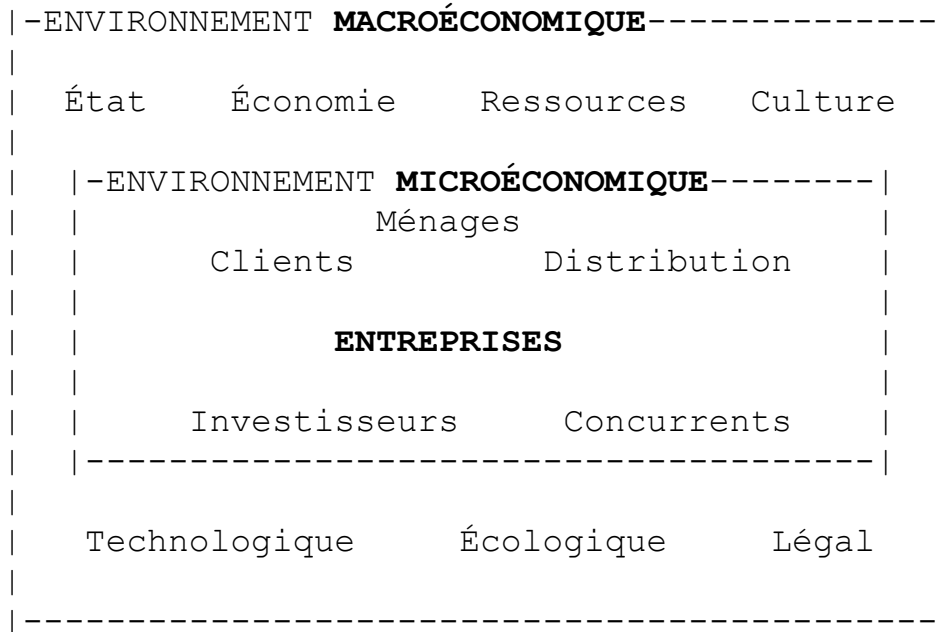 |-ENVIRONNEMENT MACROÉCONOMIQUE--------------
|
|  État    Économie    Ressources   Culture
|
|  |-ENVIRONNEMENT MICROÉCONOMIQUE--------|
|  |              Ménages                 |
|  |      Clients         Distribution    |
|  |                                      |
|  |            ENTREPRISES               |
|  |                                      |
|  |     Investisseurs     Concurrents    |
|  |--------------------------------------|
|
|   Technologique     Écologique     Légal
|
|--------------------------------------------